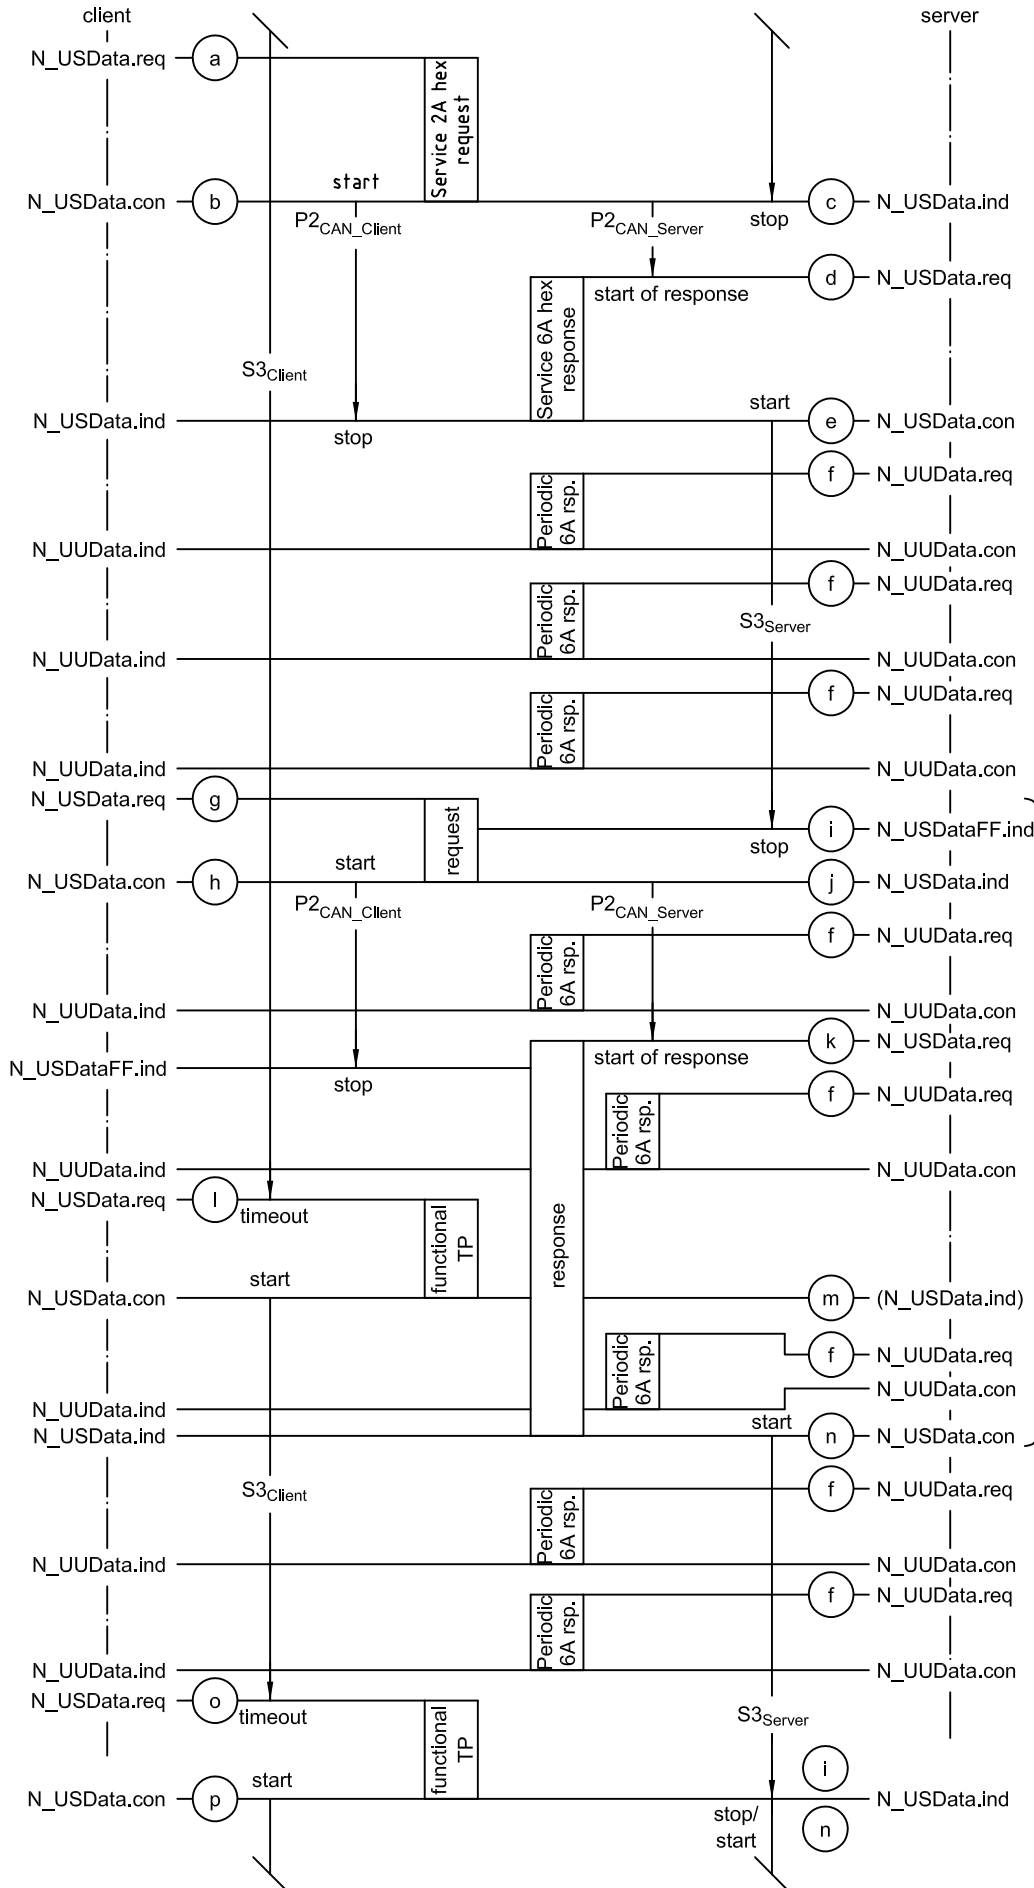 client server
N_USData.req a
Service 2A hex
request
start
N_USData.con b c N_USData.ind
P2CAN_Client P2CAN_Server stop
d N_USData.req
start of response
Service 6A hex
response
S3Client
start
N_USData.ind e N_USData.con
stop
f N_UUData.req
Periodic
6A rsp.
N_UUData.ind N_UUData.con
f N_UUData.req
Periodic
6A rsp.
S3Server
N_UUData.ind N_UUData.con
f N_UUData.req
Periodic
6A rsp.
N_UUData.ind N_UUData.con
N_USData.req g
request
i N_USDataFF.ind
stop
start
N_USData.con h j N_USData.ind
P2CAN_Client P2CAN_Server
f N_UUData.req
Periodic
6A rsp.
N_UUData.ind N_UUData.con
k N_USData.req
start of response
N_USDataFF.ind
stop
f N_UUData.req
Periodic
6A rsp.
N_UUData.ind N_UUData.con
N_USData.req l
timeout
functional
TP
response
start
N_USData.con m (N_USData.ind)
f N_UUData.req
Periodic
6A rsp.
N_UUData.con
N_UUData.ind
start
N_USData.ind n N_USData.con
S3Client
f N_UUData.req
Periodic
6A rsp.
N_UUData.ind N_UUData.con
f N_UUData.req
Periodic
6A rsp.
N_UUData.ind N_UUData.con
N_USData.req o
timeout
functional
TP
S3Server
i
start
N_USData.con p N_USData.ind
stop/
start
n